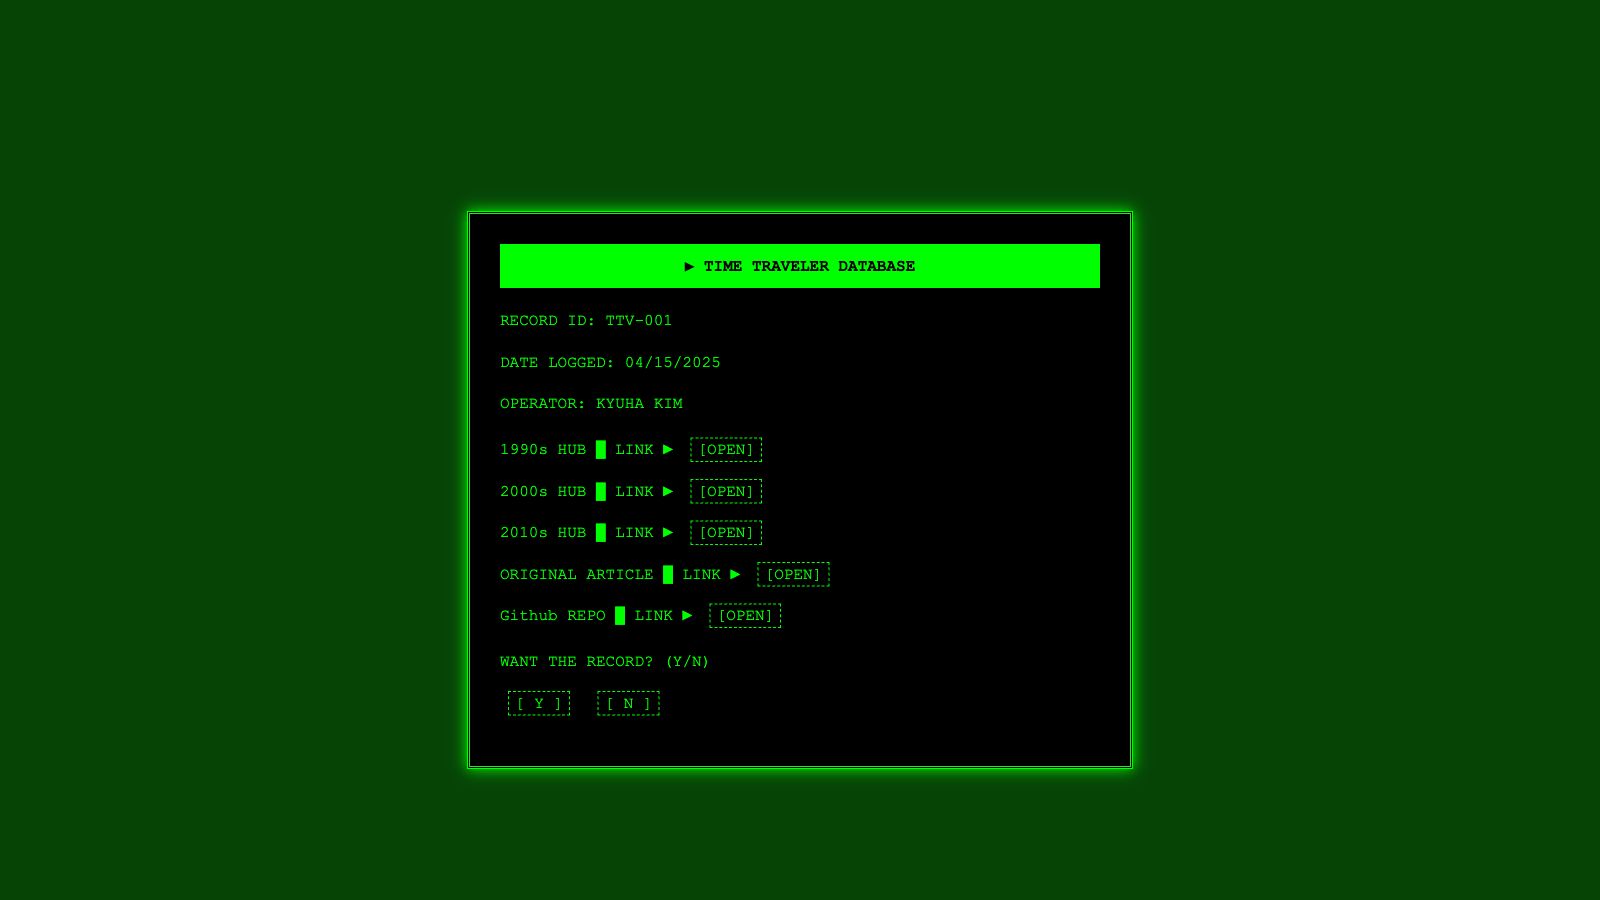 ► TIME TRAVELER DATABASE
RECORD ID: TTV-001
DATE LOGGED: 04/15/2025
OPERATOR: KYUHA KIM
1990s HUB █ LINK ► [OPEN]
2000s HUB █ LINK ► [OPEN]
2010s HUB █ LINK ► [OPEN]
ORIGINAL ARTICLE █ LINK ► [OPEN]
Github REPO █ LINK ► [OPEN]
WANT THE RECORD? (Y/N)
[ Y ] [ N ]